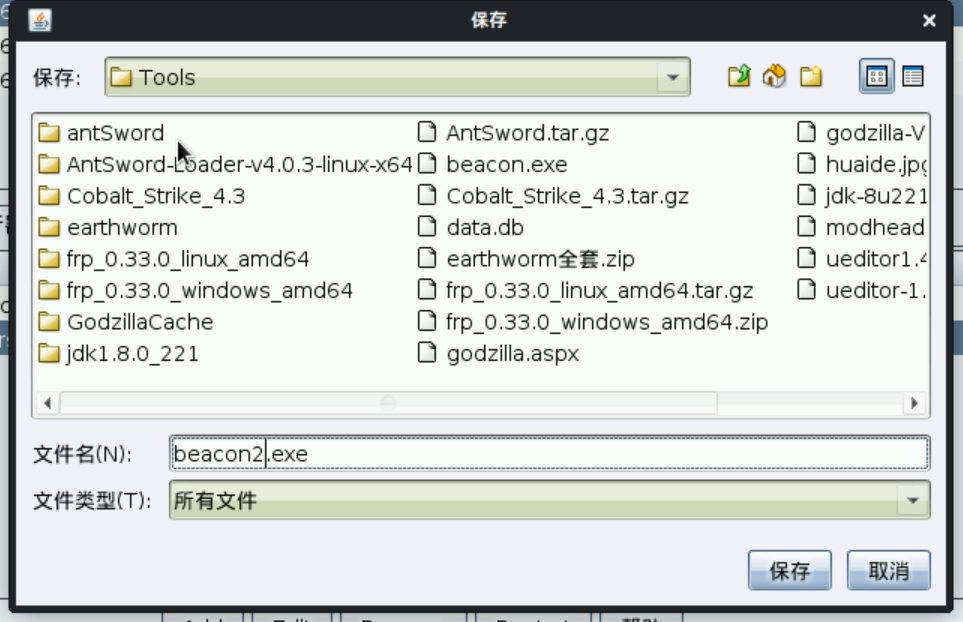 保存
保存:
Tools
antSword
AntSword-Loader-v4.0.3-linux-x64
Cobalt_Strike_4.3
earthworm
frp_0.33.0_linux_amd64
frp_0.33.0_windows_amd64
GodzillaCache
jdk1.8.0_221
AntSword.tar.gz
beacon.exe
Cobalt_Strike_4.3.tar.gz
data.db
earthworm全套.zip
frp_0.33.0_linux_amd64.tar.gz
frp_0.33.0_windows_amd64.zip
godzilla.aspx
godzilla-V
huaide.jpg
jdk-8u221
modhead
ueditor1.4
ueditor-1.
文件名(N):
beacon2.exe
文件类型(T):
所有文件
保存
取消